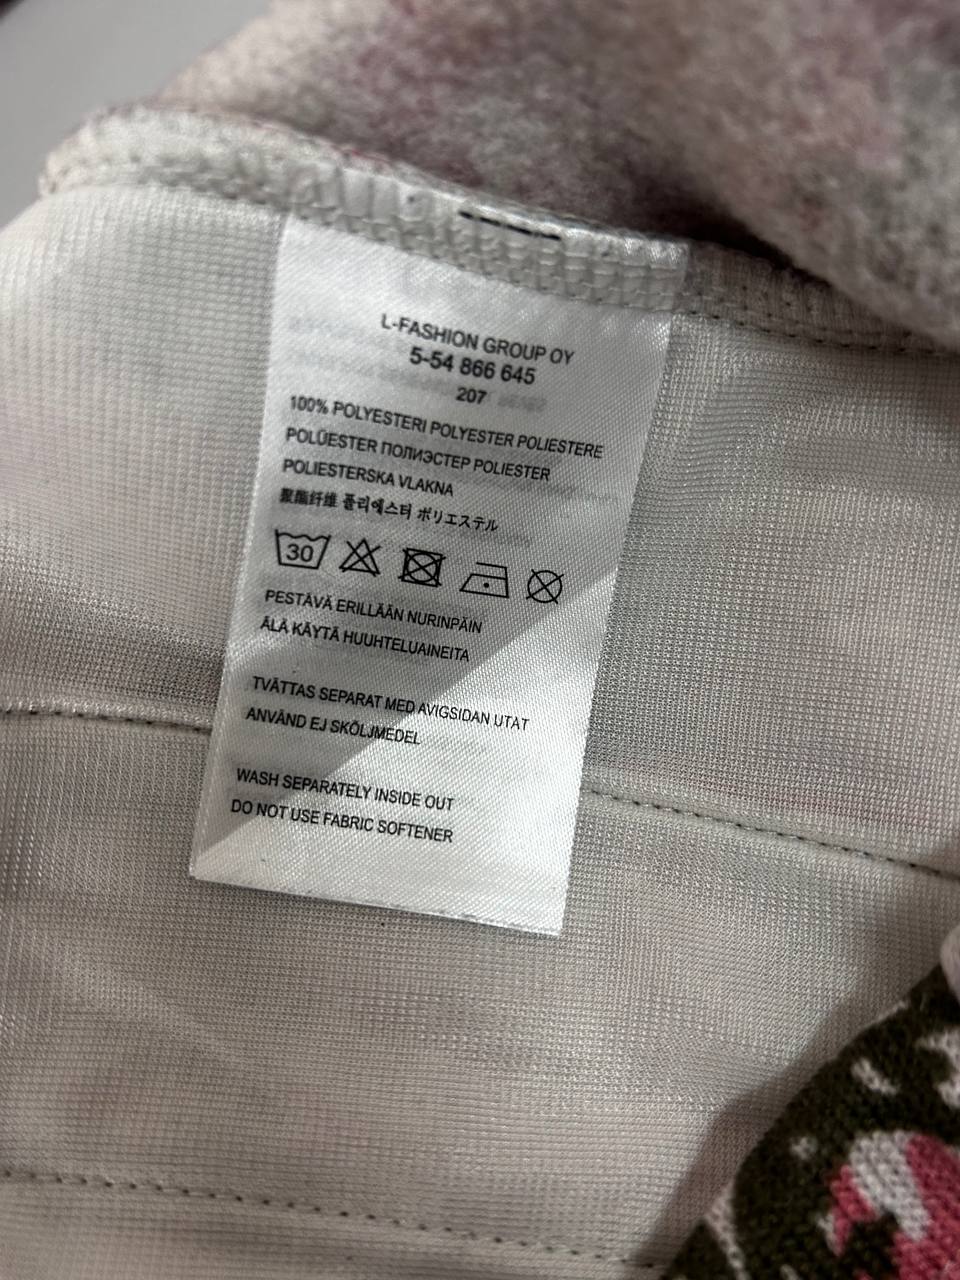 L-FASHION GROUP OY
5-54 866 645
207
100% POLYESTERI POLYESTER POLIESTERE
POLÜESTER ПОЛИЭСТЕР POLIESTER
POLIESTERSKA VLAKNA
聚酯纤维 폴리에스터 ポリエステル
30
PESTÄVÄ ERILLÄÄN NURINPÄIN
ÄLÄ KÄYTÄ HUUHTELUAINEITA
TVÄTTAS SEPARAT MED AVIGSIDAN UTÅT
ANVÄND EJ SKÖLJMEDEL
WASH SEPARATELY INSIDE OUT
DO NOT USE FABRIC SOFTENER